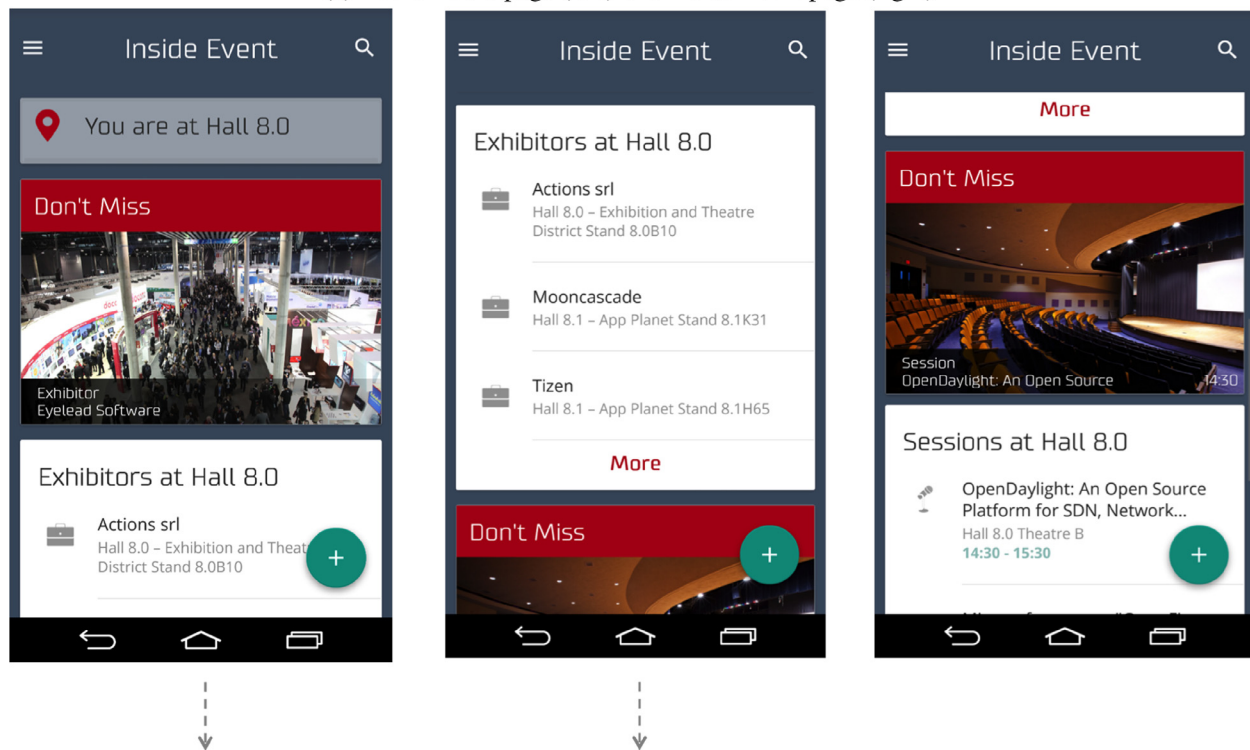 Inside Event
You are at Hall 8.0
Don't Miss
Exhibitor
Eyelead Software
Exhibitors at Hall 8.0
Actions srl
Hall 8.0 – Exhibition and Theat
District Stand 8.0B10
+
Inside Event
Exhibitors at Hall 8.0
Actions srl
Hall 8.0 – Exhibition and Theatre
District Stand 8.0B10
Mooncascade
Hall 8.1 – App Planet Stand 8.1K31
Tizen
Hall 8.1 – App Planet Stand 8.1H65
More
Don't Miss
+
Inside Event
More
Don't Miss
Session
OpenDaylight: An Open Source
14:30
Sessions at Hall 8.0
OpenDaylight: An Open Source
Platform for SDN, Network...
Hall 8.0 Theatre B
14:30 - 15:30
+